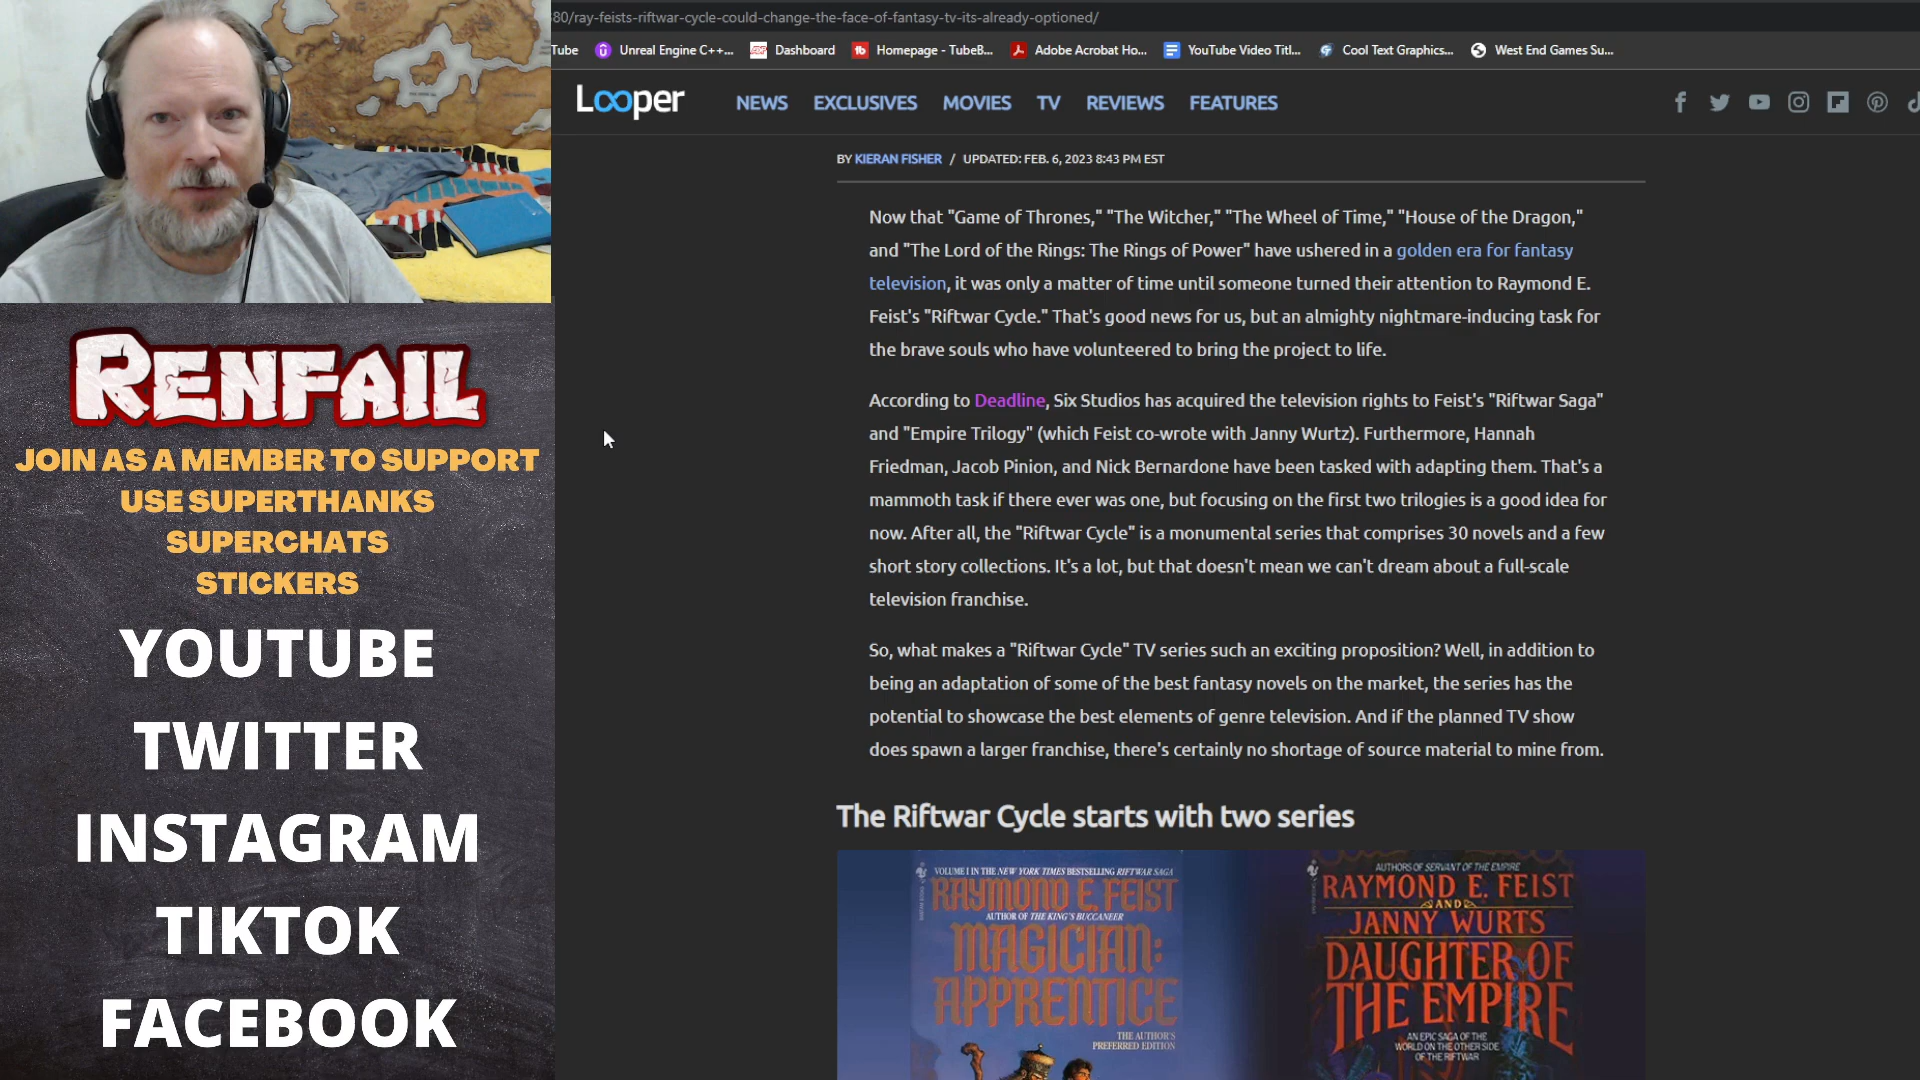 80/ray-feists-riftwar-cycle-could-change-the-face-of-fantasy-tv-its-already-optioned/
Tube Unreal Engine C++... Dashboard Homepage - TubeB... Adobe Acrobat Ho... YouTube Video Titl... Cool Text Graphics... West End Games Su...
Looper NEWS EXCLUSIVES MOVIES TV REVIEWS FEATURES
BY KIERAN FISHER / UPDATED: FEB. 6, 2023 8:43 PM EST
Now that "Game of Thrones," "The Witcher," "The Wheel of Time," "House of the Dragon,"
and "The Lord of the Rings: The Rings of Power" have ushered in a golden era for fantasy
television, it was only a matter of time until someone turned their attention to Raymond E.
Feist's "Riftwar Cycle." That's good news for us, but an almighty nightmare-inducing task for
the brave souls who have volunteered to bring the project to life.
According to Deadline, Six Studios has acquired the television rights to Feist's "Riftwar Saga"
and "Empire Trilogy" (which Feist co-wrote with Janny Wurtz). Furthermore, Hannah
Friedman, Jacob Pinion, and Nick Bernardone have been tasked with adapting them. That's a
mammoth task if there ever was one, but focusing on the first two trilogies is a good idea for
now. After all, the "Riftwar Cycle" is a monumental series that comprises 30 novels and a few
short story collections. It's a lot, but that doesn't mean we can't dream about a full-scale
television franchise.
So, what makes a "Riftwar Cycle" TV series such an exciting proposition? Well, in addition to
being an adaptation of some of the best fantasy novels on the market, the series has the
potential to showcase the best elements of genre television. And if the planned TV show
does spawn a larger franchise, there's certainly no shortage of source material to mine from.
The Riftwar Cycle starts with two series
VOLUME I IN THE NEW YORK TIMES BESTSELLING RIFTWAR SAGA
RAYMOND E. FEIST
AUTHOR OF THE KING'S BUCCANEER
MAGICIAN:
APPRENTICE
THE AUTHOR'S
PREFERRED EDITION
AUTHORS OF SERVANT OF THE EMPIRE
RAYMOND E. FEIST
AND
JANNY WURTS
DAUGHTER OF
THE EMPIRE
AN EPIC SAGA OF THE
WORLD ON THE OTHER SIDE
OF THE RIFTWAR
RENFAIL
JOIN AS A MEMBER TO SUPPORT
USE SUPERTHANKS
SUPERCHATS
STICKERS
YOUTUBE
TWITTER
INSTAGRAM
TIKTOK
FACEBOOK